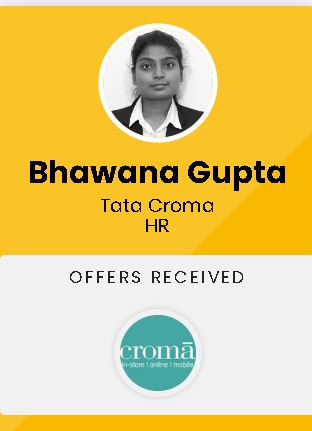 Bhawana Gupta
Tata Croma
HR
OFFERS RECEIVED
cromā
in-store | online | mobile